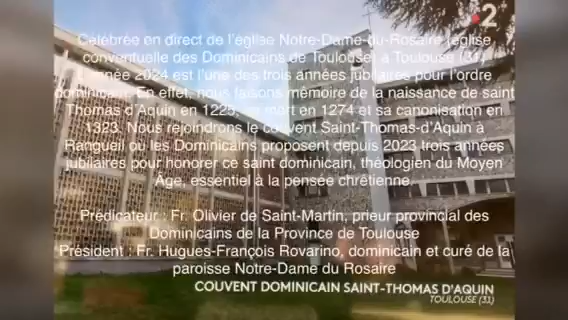 2
Célébrée en direct de l'église Notre-Dame-du-Rosaire (église
conventuelle des Dominicains de Toulouse) à Toulouse (31)
L'année 2024 est l'une des trois années jubilaires pour l'ordre
dominicain. En effet, nous faisons mémoire de la naissance de saint
Thomas d'Aquin en 1225, sa mort en 1274 et sa canonisation en
1323. Nous rejoindrons le couvent Saint-Thomas-d'Aquin à
Rangueil où les Dominicains proposent depuis 2023 trois années
jubilaires pour honorer ce saint dominicain, théologien du Moyen
Âge, essentiel à la pensée chrétienne.
Prédicateur : Fr. Olivier de Saint-Martin, prieur provincial des
Dominicains de la Province de Toulouse
Président : Fr. Hugues-François Rovarino, dominicain et curé de la
paroisse Notre-Dame du Rosaire
COUVENT DOMINICAIN SAINT-THOMAS D'AQUIN
TOULOUSE (31)